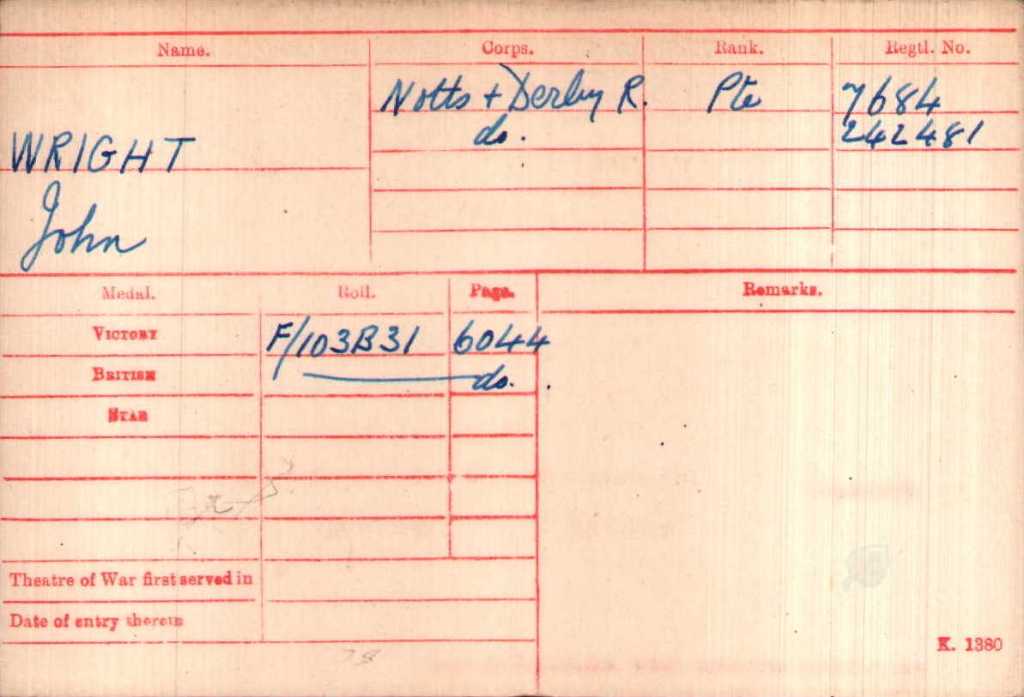 Name. Corps. Rank. Regtl. No.
Notts + Derby R. Pte 7684
do. 242481
WRIGHT
John
Medal. Roll. Page. Remarks.
VICTORY F/103B31 6044
BRITISH do.
STAR
Theatre of War first served in
Date of entry therein
K. 1380